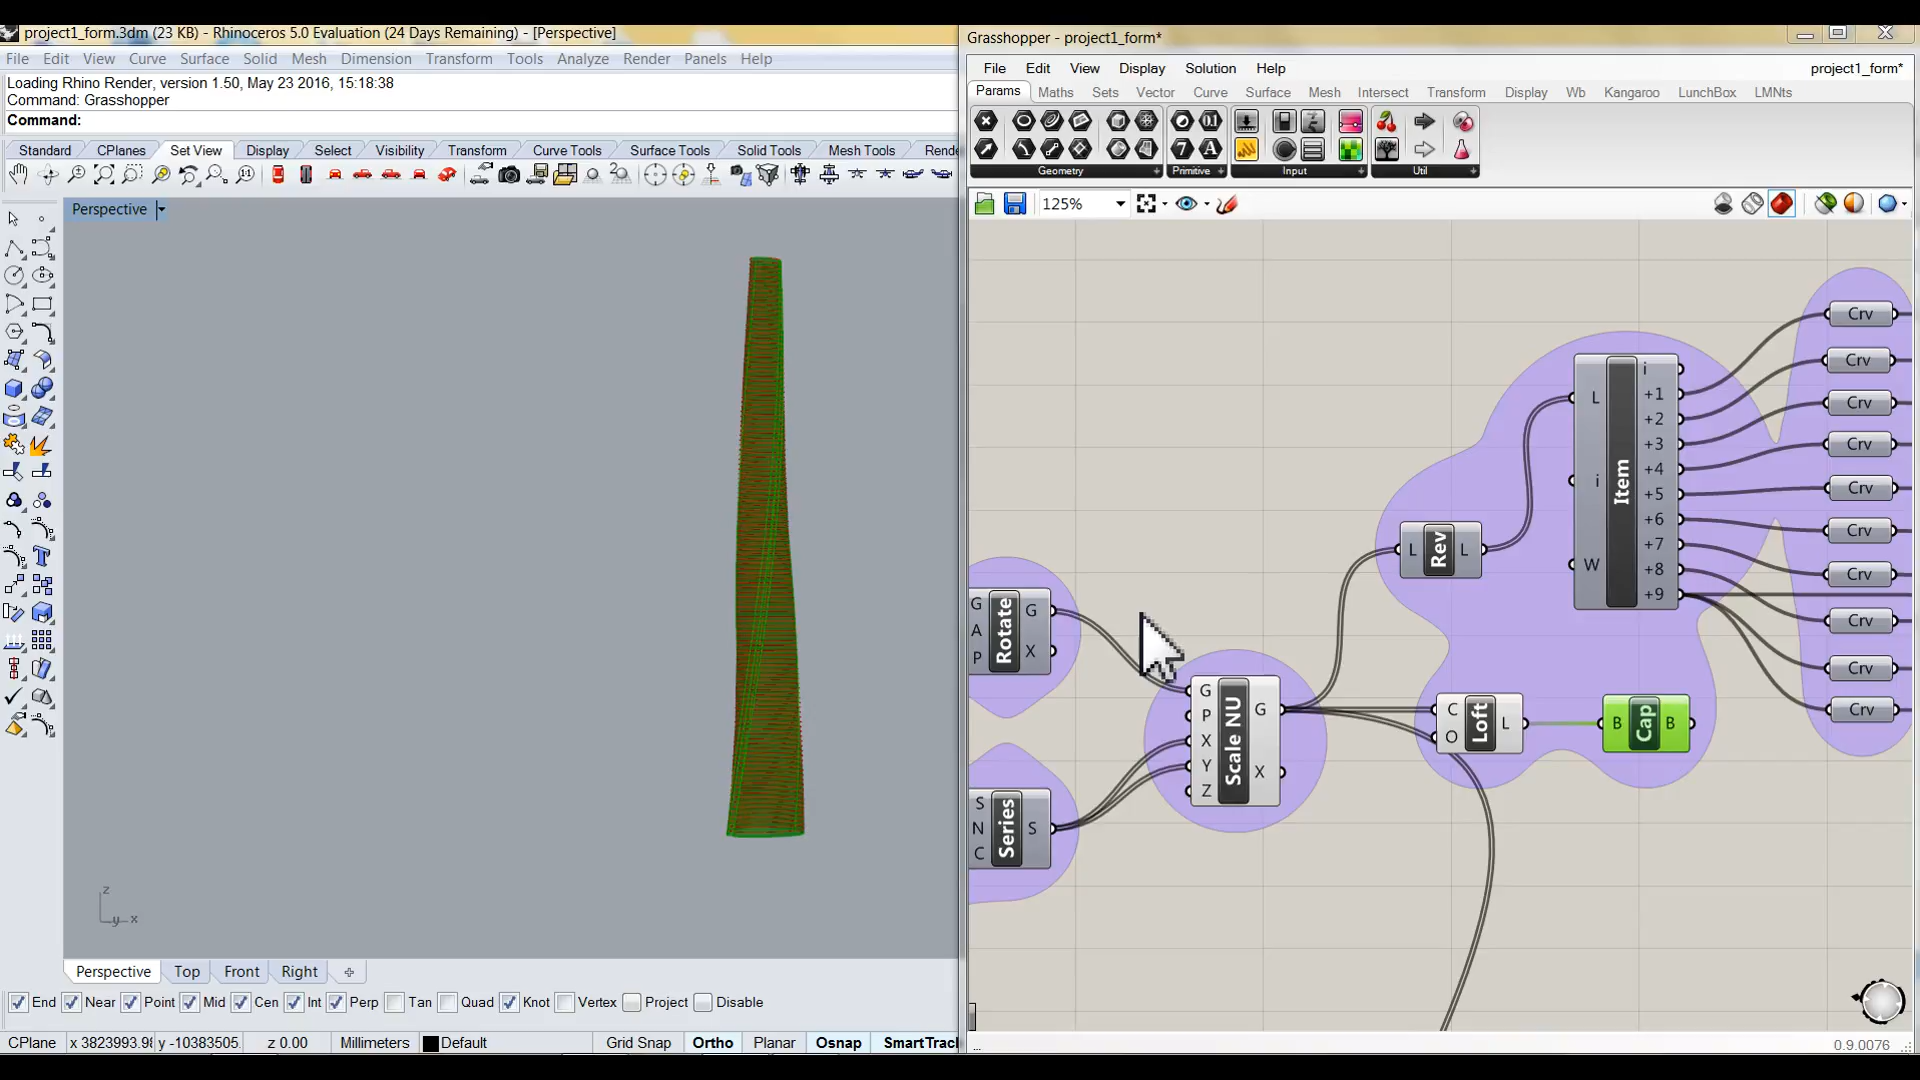 project1_form.3dm (23 KB) - Rhinoceros 5.0 Evaluation (24 Days Remaining) - [Perspective]
File Edit View Curve Surface Solid Mesh Dimension Transform Tools Analyze Render Panels Help
Loading Rhino Render, version 1.50, May 23 2016, 15:18:38
Command: Grasshopper
Command:
Standard CPlanes Set View Display Select Visibility Transform Curve Tools Surface Tools Solid Tools Mesh Tools Rende
Perspective
z
y x
Perspective Top Front Right
End Near Point Mid Cen Int Perp Tan Quad Knot Vertex Project Disable
CPlane x 3823993.98 y -10383505. z 0.00 Millimeters Default Grid Snap Ortho Planar Osnap SmartTrack
Grasshopper - project1_form*
File Edit View Display Solution Help project1_form*
Params Maths Sets Vector Curve Surface Mesh Intersect Transform Display Wb Kangaroo LunchBox LMNts
Geometry Primitive Input Util
125%
G A P Rotate G X
S N C Series S
G P X Y Z Scale NU G X
L Rev L
L i W Item i +1 +2 +3 +4 +5 +6 +7 +8 +9
C O Loft L
B Cap B
Crv
Crv
Crv
Crv
Crv
Crv
Crv
Crv
Crv
Crv
...
0.9.0076